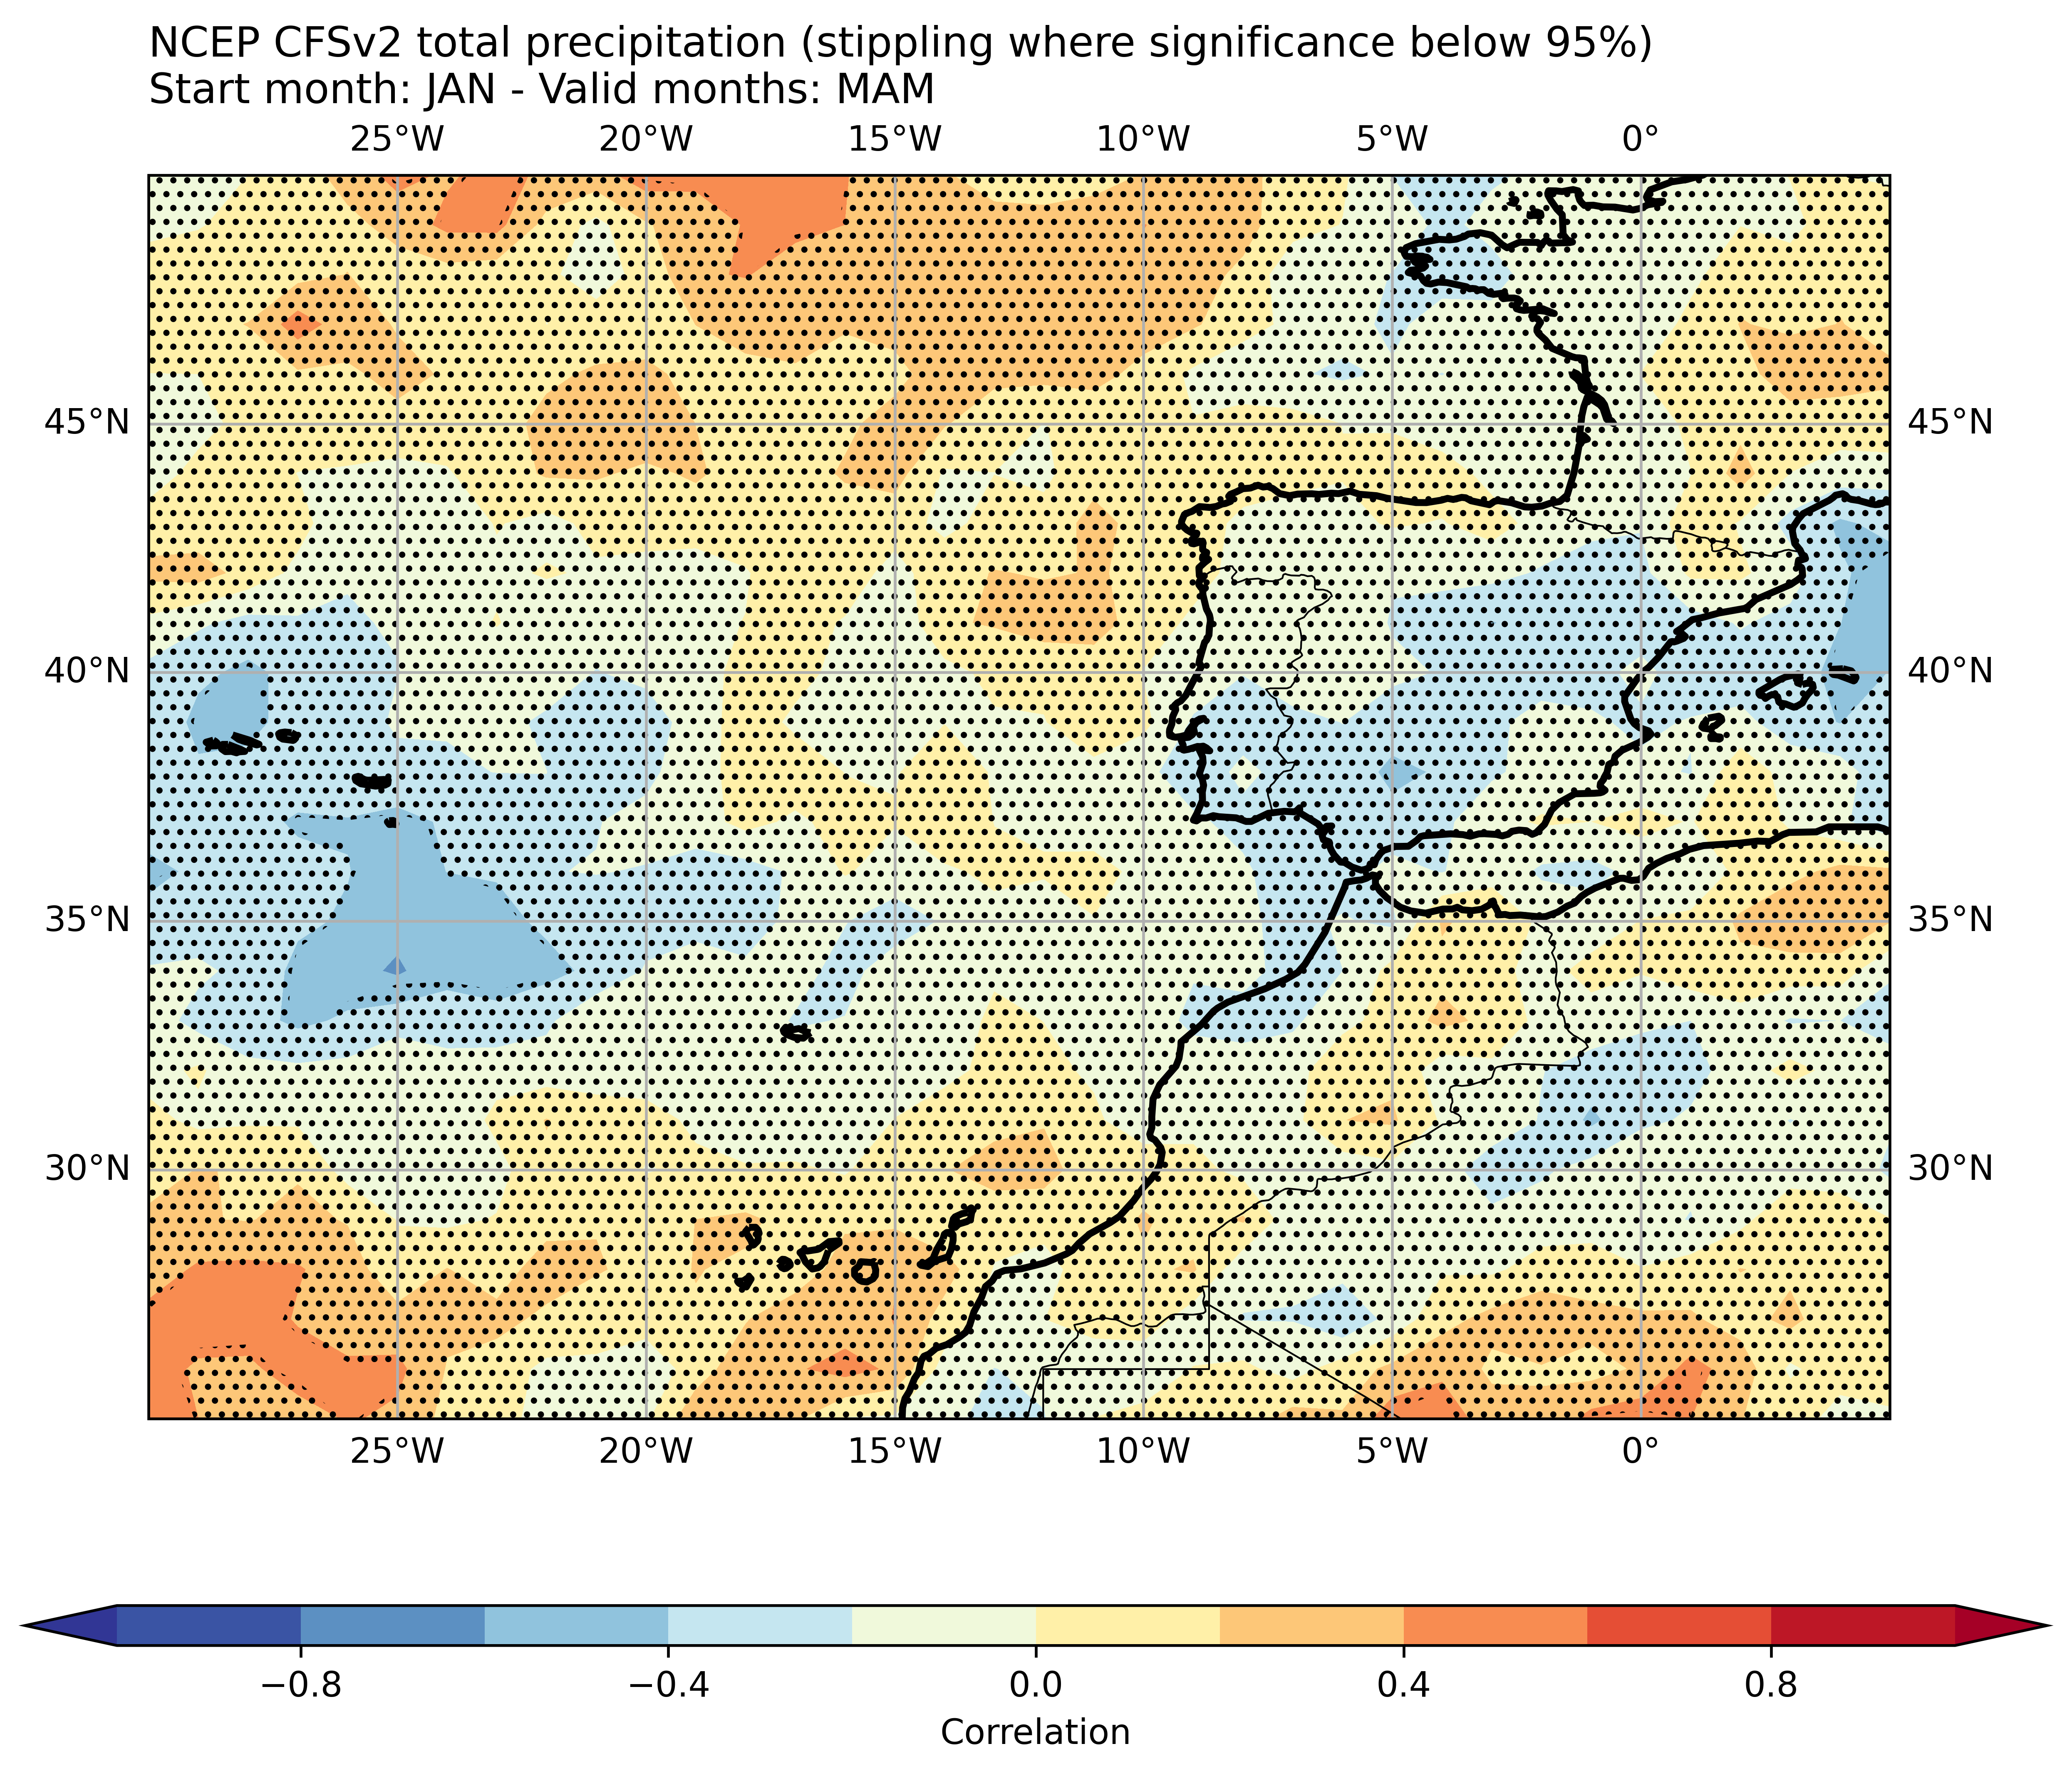 NCEP CFSv2 total precipitation (stippling where significance below 95%)
Start month: JAN - Valid months: MAM
25°W 20°W 15°W 10°W 5°W 0°
45°N 45°N
40°N 40°N
35°N 35°N
30°N 30°N
25°W 20°W 15°W 10°W 5°W 0°
−0.8 −0.4 0.0 0.4 0.8
Correlation